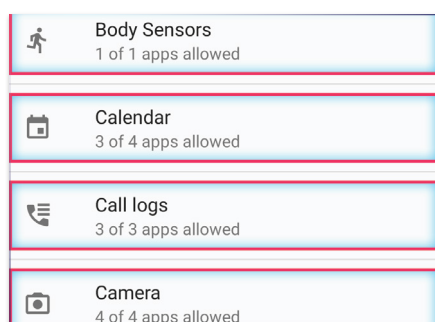 Body Sensors
1 of 1 apps allowed
Calendar
3 of 4 apps allowed
Call logs
3 of 3 apps allowed
Camera
4 of 4 apps allowed